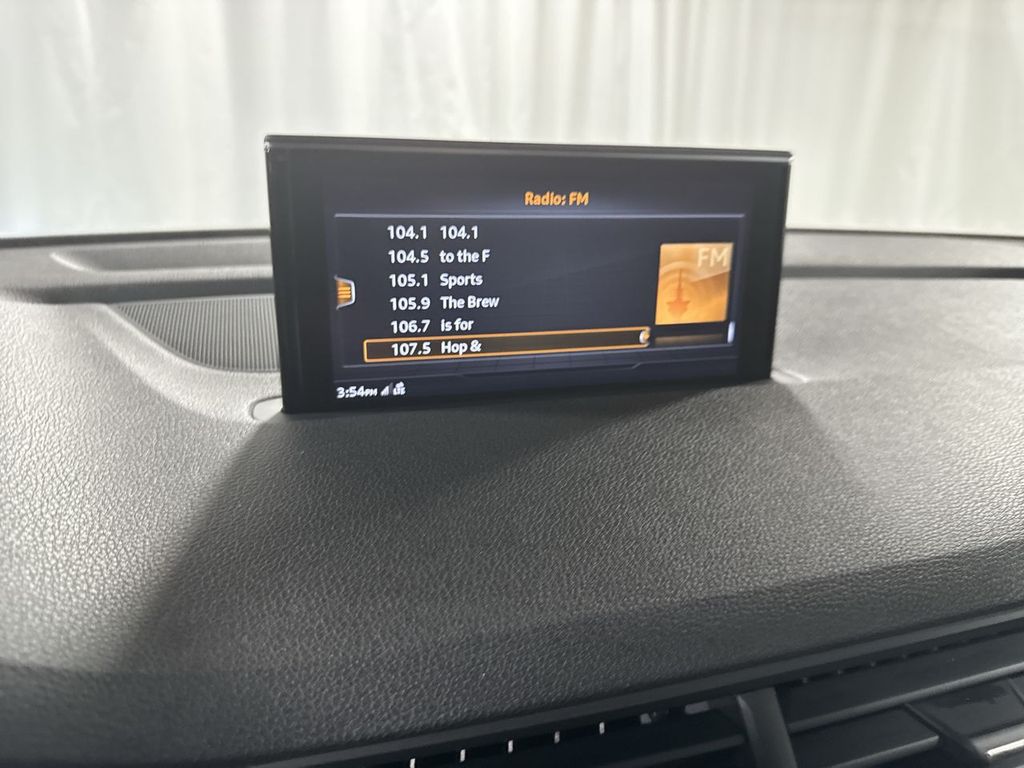 Radio: FM
104.1 104.1
104.5 to the F
105.1 Sports
105.9 The Brew
106.7 is for
107.5 Hop &
FM
3:54PM LTE